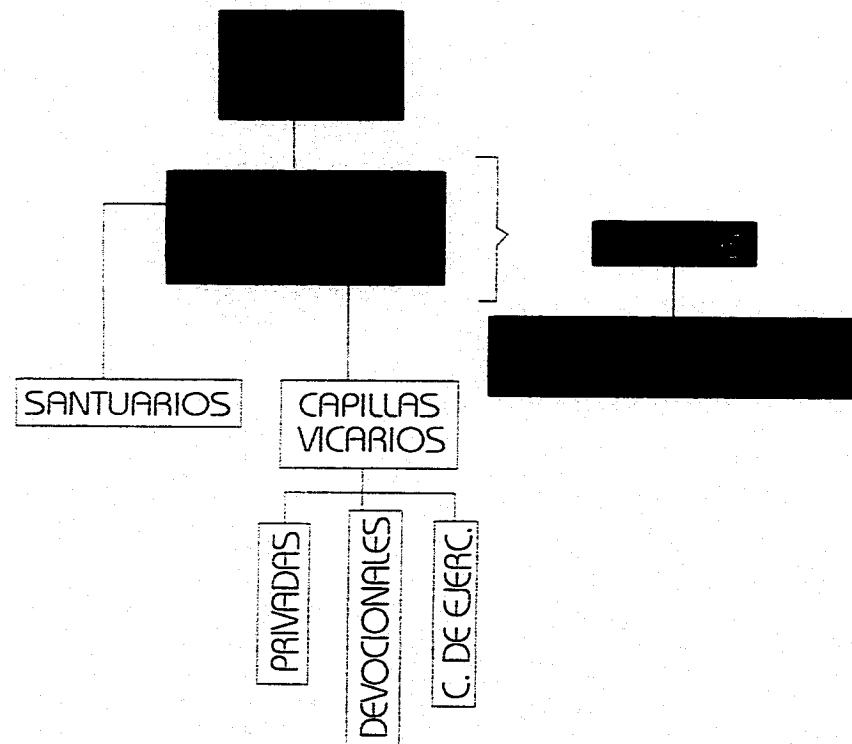 SANTUARIOS
CAPILLAS
VICARIOS
PRIVADAS
DEVOCIONALES
C. DE EJERC.